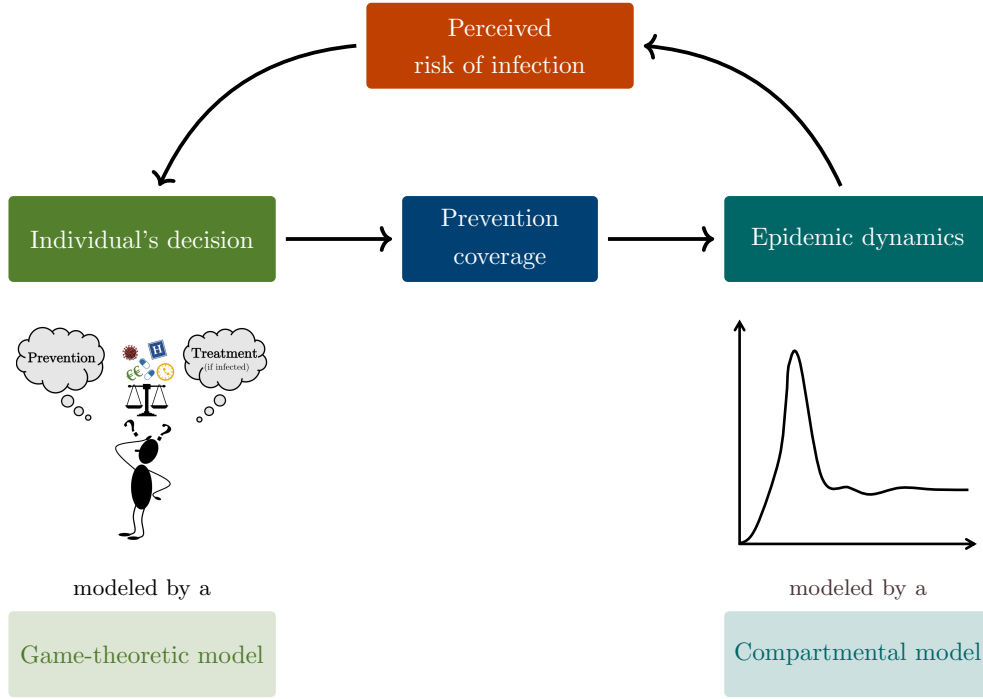 Perceived
risk of infection
Individual's decision
Prevention
coverage
Epidemic dynamics
Prevention
H
Treatment
(if infected)
€€
? ?
modeled by a
modeled by a
Game-theoretic model
Compartmental model